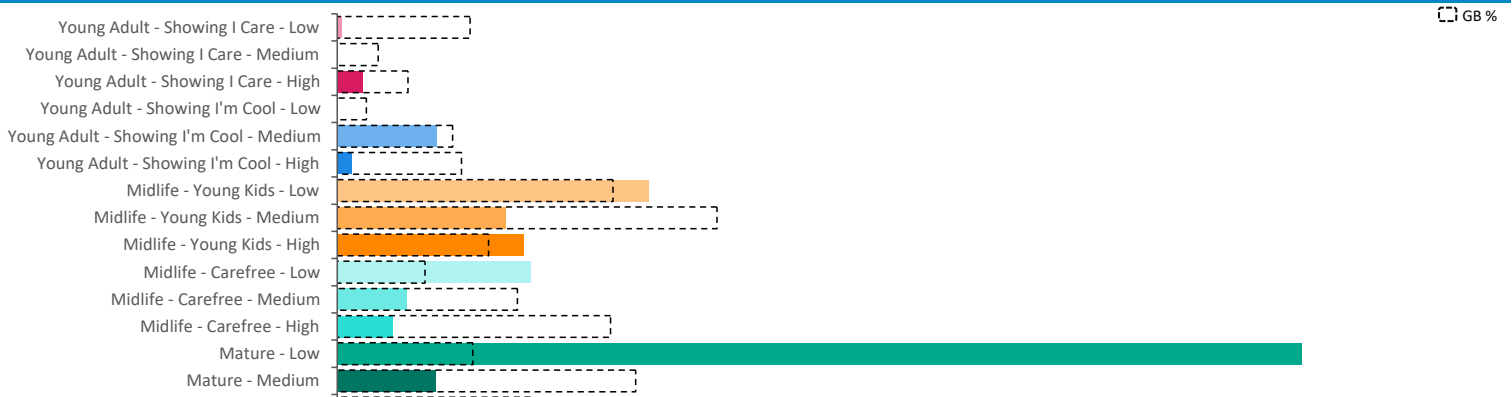 GB %
Young Adult - Showing I Care - Low
Young Adult - Showing I Care - Medium
Young Adult - Showing I Care - High
Young Adult - Showing I'm Cool - Low
Young Adult - Showing I'm Cool - Medium
Young Adult - Showing I'm Cool - High
Midlife - Young Kids - Low
Midlife - Young Kids - Medium
Midlife - Young Kids - High
Midlife - Carefree - Low
Midlife - Carefree - Medium
Midlife - Carefree - High
Mature - Low
Mature - Medium